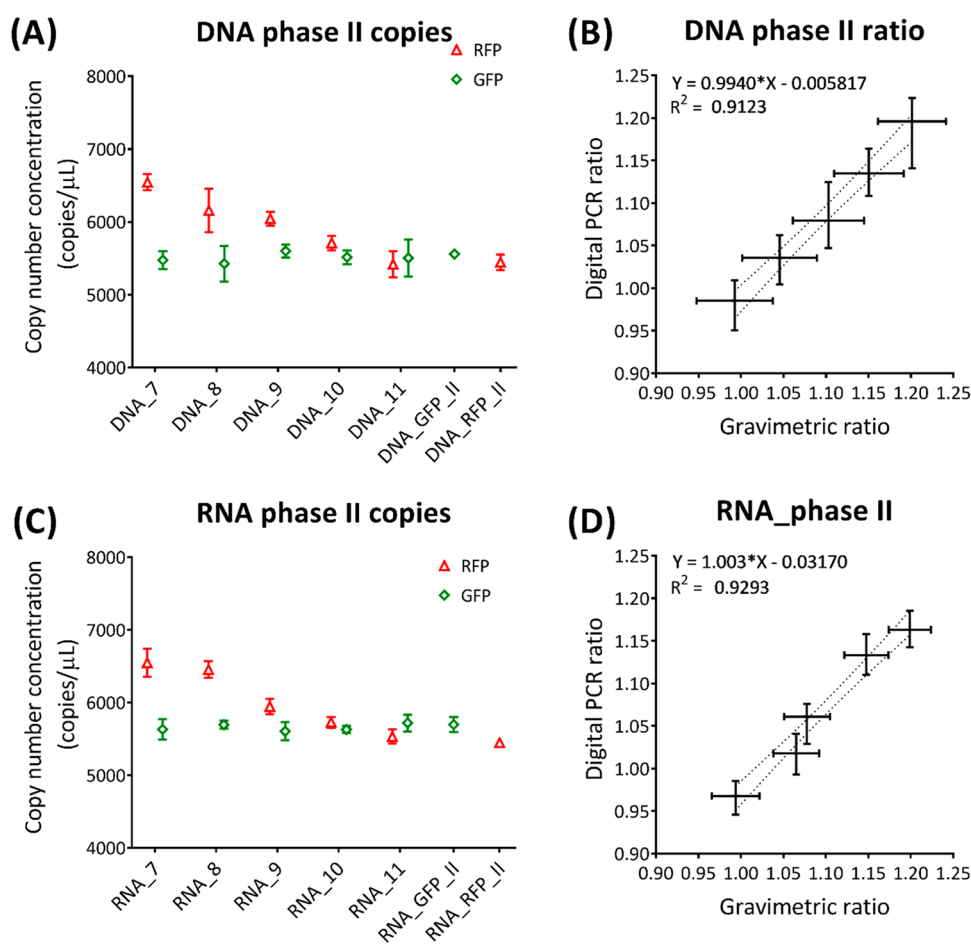 (A)
DNA phase II copies
RFP
GFP
Copy number concentration
(copies/μL)
8000
7000
6000
5000
4000
DNA_7
DNA_8
DNA_9
DNA_10
DNA_11
DNA_GFP_II
DNA_RFP_II
(B)
DNA phase II ratio
Y = 0.9940*X - 0.005817
R² = 0.9123
Digital PCR ratio
1.25
1.20
1.15
1.10
1.05
1.00
0.95
0.90
0.90 0.95 1.00 1.05 1.10 1.15 1.20 1.25
Gravimetric ratio
(C)
RNA phase II copies
RFP
GFP
Copy number concentration
(copies/μL)
8000
7000
6000
5000
4000
RNA_7
RNA_8
RNA_9
RNA_10
RNA_11
RNA_GFP_II
RNA_RFP_II
(D)
RNA_phase II
Y = 1.003*X - 0.03170
R² = 0.9293
Digital PCR ratio
1.25
1.20
1.15
1.10
1.05
1.00
0.95
0.90
0.90 0.95 1.00 1.05 1.10 1.15 1.20 1.25
Gravimetric ratio